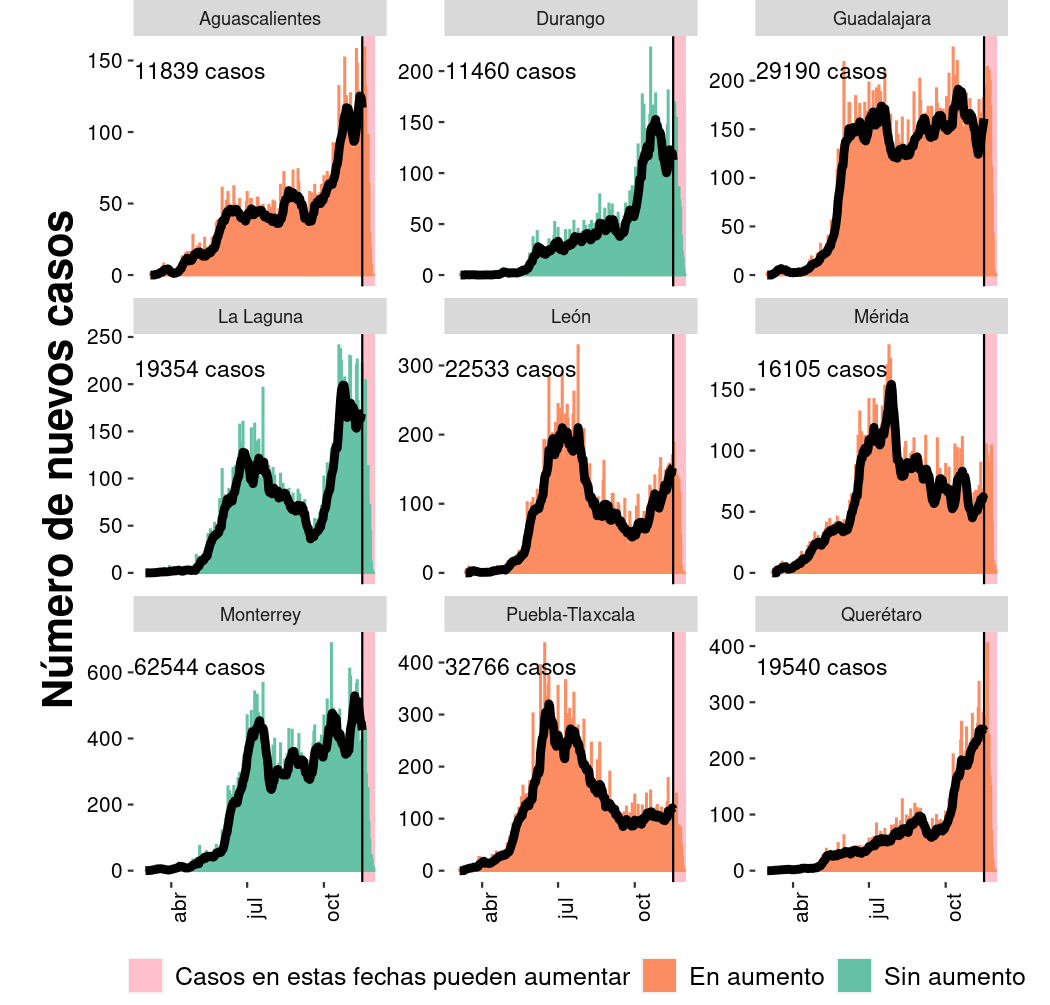 Número de nuevos casos
Aguascalientes
150
11839 casos
100
50
0
Durango
200
11460 casos
150
100
50
0
Guadalajara
200
29190 casos
150
100
50
0
La Laguna
250
19354 casos
200
150
100
50
0
León
300
22533 casos
200
100
0
Mérida
16105 casos
150
100
50
0
Monterrey
600
62544 casos
400
200
0
abr jul oct
Puebla-Tlaxcala
400
32766 casos
300
200
100
0
abr jul oct
Querétaro
400
19540 casos
300
200
100
0
abr jul oct
Casos en estas fechas pueden aumentar En aumento Sin aumento